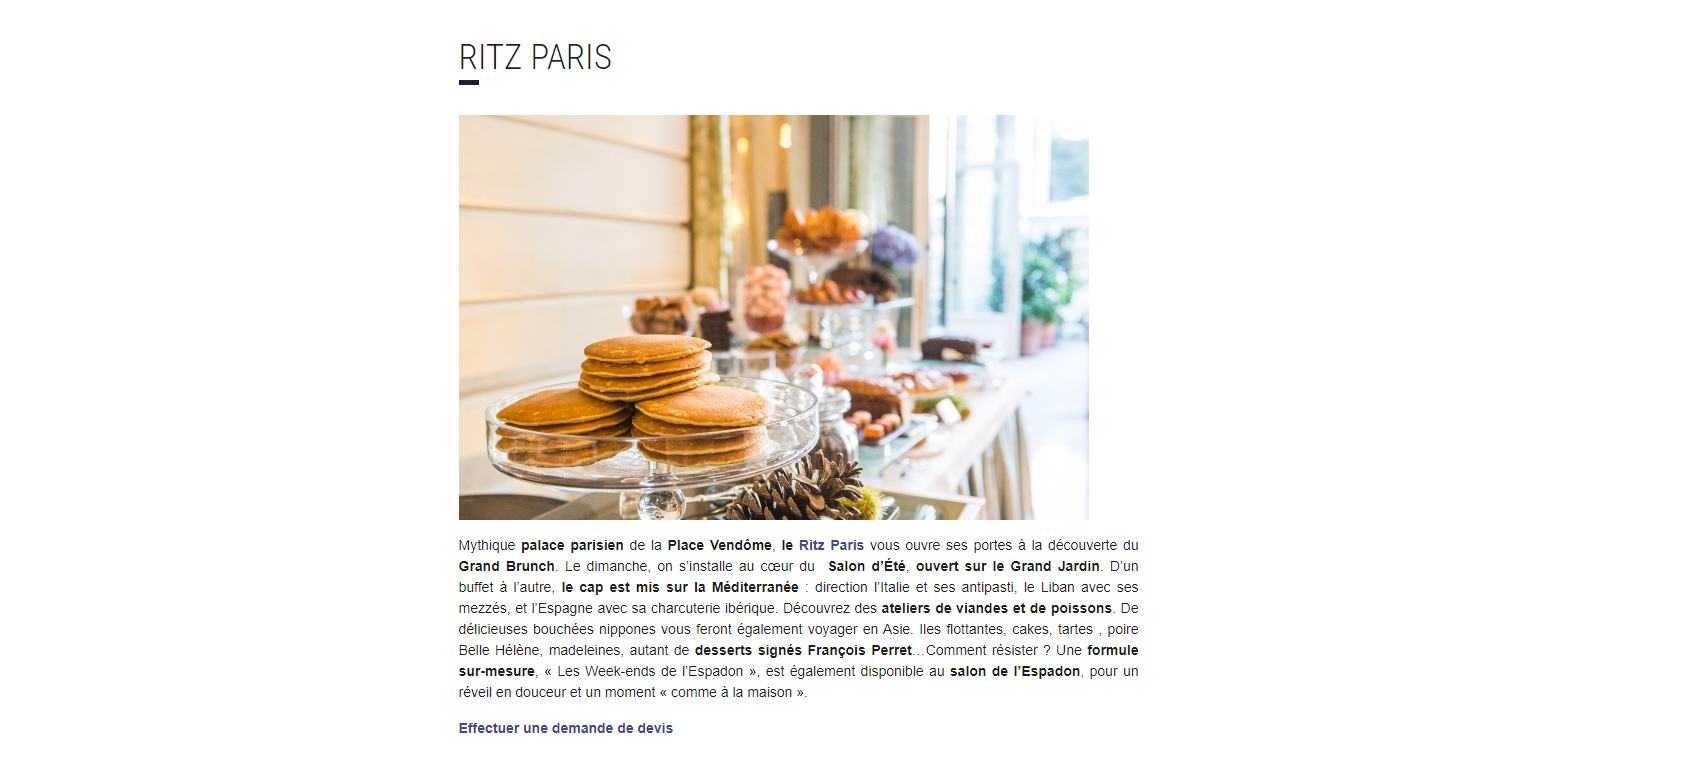 RITZ PARIS
Mythique palace parisien de la Place Vendôme, le Ritz Paris vous ouvre ses portes à la découverte du
Grand Brunch. Le dimanche, on s’installe au cœur du  Salon d’Été, ouvert sur le Grand Jardin. D’un
buffet à l’autre, le cap est mis sur la Méditerranée : direction l’Italie et ses antipasti, le Liban avec ses
mezzés, et l’Espagne avec sa charcuterie ibérique. Découvrez des ateliers de viandes et de poissons. De
délicieuses bouchées nippones vous feront également voyager en Asie. Iles flottantes, cakes, tartes , poire
Belle Hélène, madeleines, autant de desserts signés François Perret…Comment résister ? Une formule
sur-mesure, « Les Week-ends de l’Espadon », est également disponible au salon de l’Espadon, pour un
réveil en douceur et un moment « comme à la maison ».
Effectuer une demande de devis